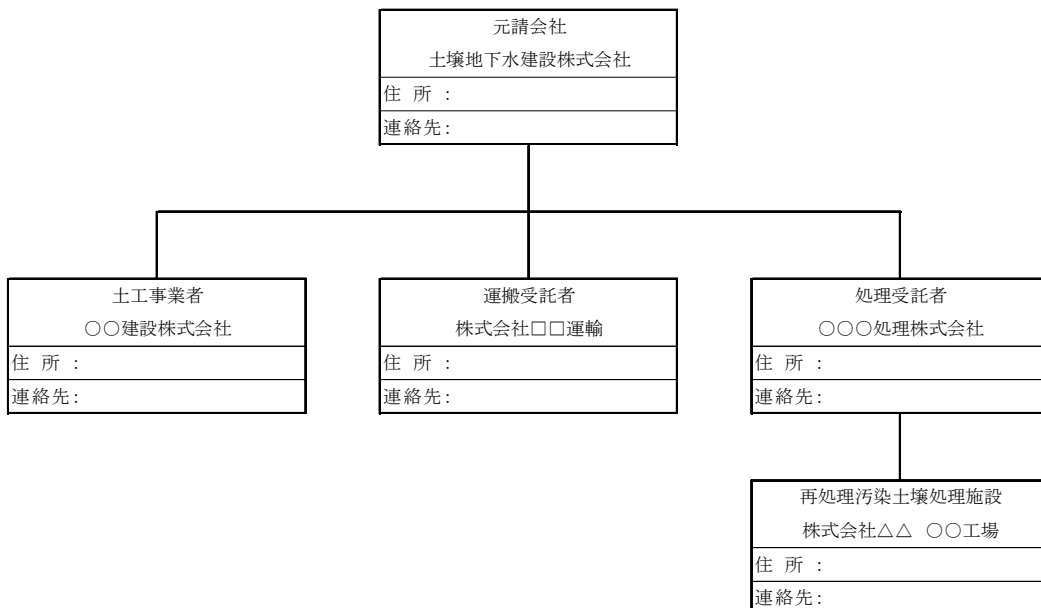 元請会社
土壌地下水建設株式会社
住 所 :
連絡先:
土工事業者
○○建設株式会社
住 所 :
連絡先:
運搬受託者
株式会社□□運輸
住 所 :
連絡先:
処理受託者
○○○処理株式会社
住 所 :
連絡先:
再処理汚染土壌処理施設
株式会社△△ ○○工場
住 所 :
連絡先: